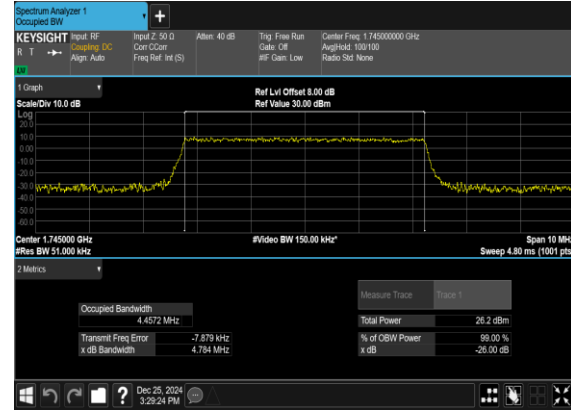 Spectrum Analyzer 1
Occupied BW
+
KEYSIGHT Input: RF Input Z: 50 Ω Atten: 40 dB Trig: Free Run Center Freq: 1.745000000 GHz
R T Coupling: DC Corr CCorr Gate: Off Avg|Hold: 100/100
Align: Auto Freq Ref: Int (S) #IF Gain: Low Radio Std: None
1 Graph
Ref Lvl Offset 8.00 dB
Scale/Div 10.0 dB Ref Value 30.00 dBm
Log
20.0
10.0
0.00
-10.0
-20.0
-30.0
-40.0
-50.0
-60.0
Center 1.745000 GHz #Video BW 150.00 kHz* Span 10 MHz
#Res BW 51.000 kHz Sweep 4.80 ms (1001 pts
2 Metrics
Measure Trace Trace 1
Occupied Bandwidth
4.4572 MHz Total Power 26.2 dBm
Transmit Freq Error -7.879 kHz % of OBW Power 99.00 %
x dB Bandwidth 4.784 MHz x dB -26.00 dB
?
Dec 25, 2024
3:29:24 PM